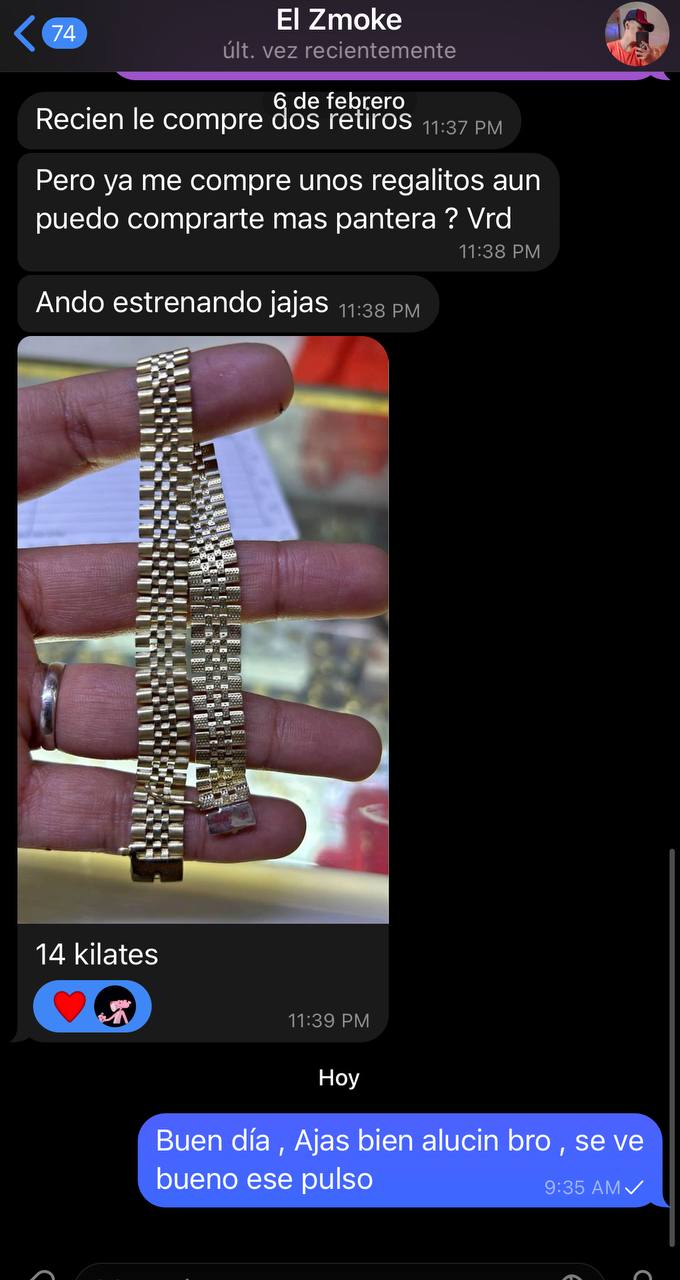 74
El Zmoke
últ. vez recientemente
6 de febrero
Recien le compre dos retiros 11:37 PM
Pero ya me compre unos regalitos aun
puedo comprarte mas pantera ? Vrd
11:38 PM
Ando estrenando jajas 11:38 PM
14 kilates
11:39 PM
Hoy
Buen día , Ajas bien alucin bro , se ve
bueno ese pulso 9:35 AM